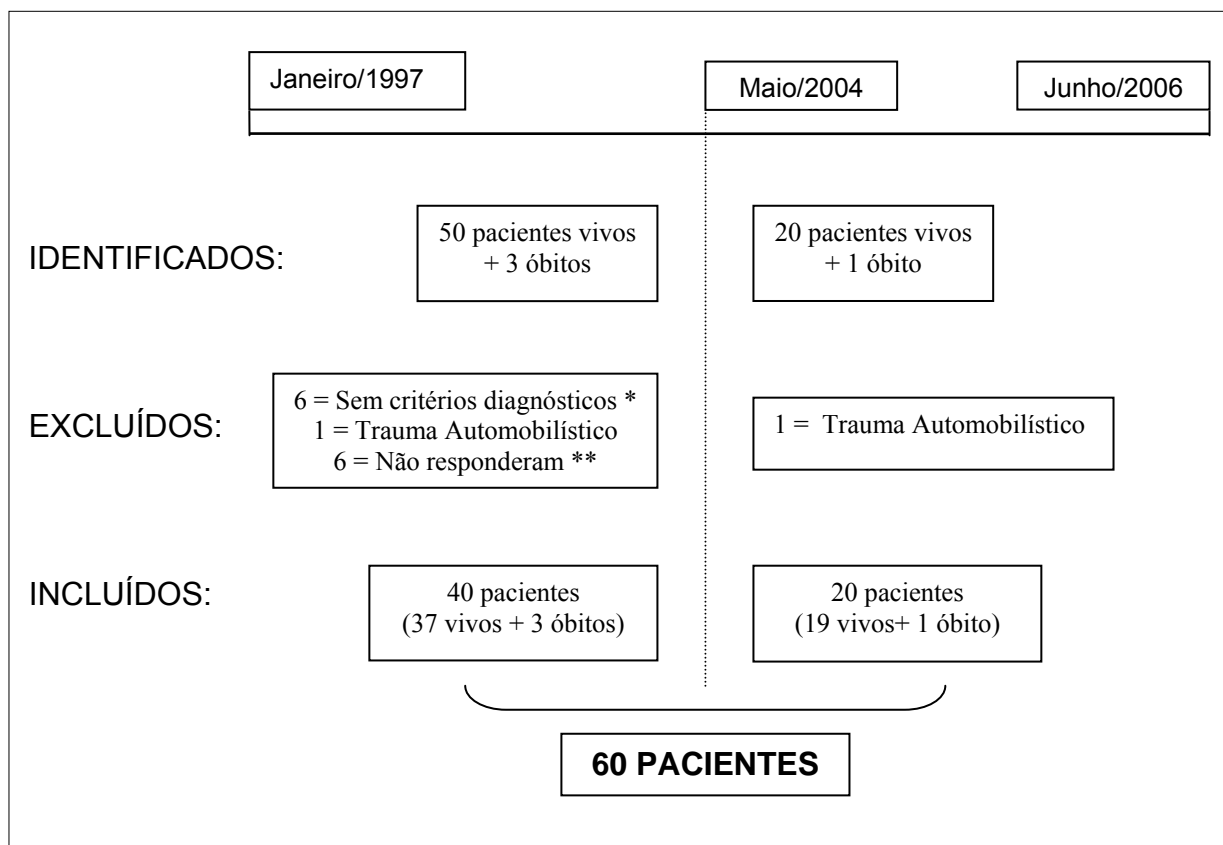 Janeiro/1997
Maio/2004
Junho/2006
IDENTIFICADOS:
50 pacientes vivos
+ 3 óbitos
20 pacientes vivos
+ 1 óbito
EXCLUÍDOS:
6 = Sem critérios diagnósticos *
1 = Trauma Automobilístico
6 = Não responderam **
1 = Trauma Automobilístico
INCLUÍDOS:
40 pacientes
(37 vivos + 3 óbitos)
20 pacientes
(19 vivos+ 1 óbito)
60 PACIENTES